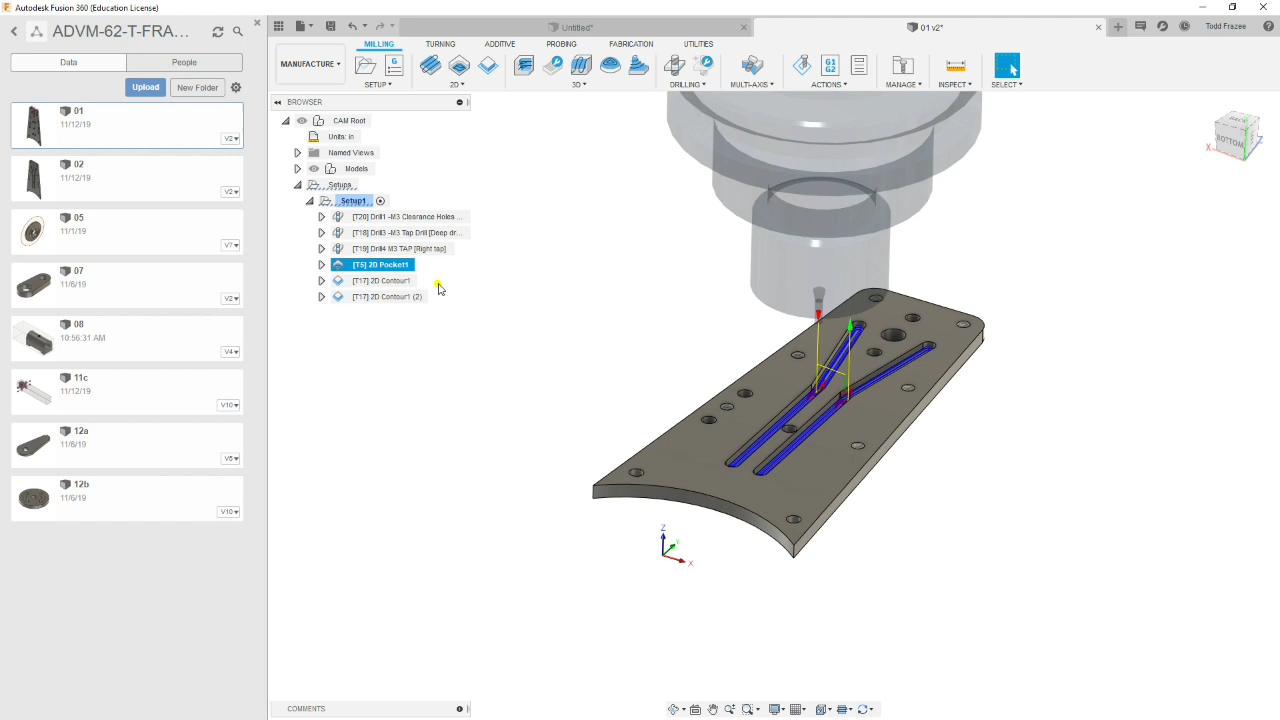 Autodesk Fusion 360 (Education License)
ADVM-62-T-FRA...
Data
People
Upload
New Folder
01
11/12/19
V2
02
11/12/19
V2
05
11/1/19
V7
07
11/6/19
V2
08
10:56:31 AM
V4
11c
11/12/19
V10
12a
11/6/19
V5
12b
11/6/19
V10
Untitled*
01 v2*
Todd Frazee
MILLING
TURNING
ADDITIVE
PROBING
FABRICATION
UTILITIES
MANUFACTURE
G
G1
G2
SETUP
2D
3D
DRILLING
MULTI-AXIS
ACTIONS
MANAGE
INSPECT
SELECT
BROWSER
CAM Root
Units: in
Named Views
Models
Setups
Setup1
[T20] Drill1 -M3 Clearance Holes ...
[T18] Drill3 -M3 Tap Drill [Deep dr...
[T19] Drill4 M3 TAP [Right tap]
[T5] 2D Pocket1
[T17] 2D Contour1
[T17] 2D Contour1 (2)
BACK
BOTTOM
X
Z
Z
Y
X
COMMENTS